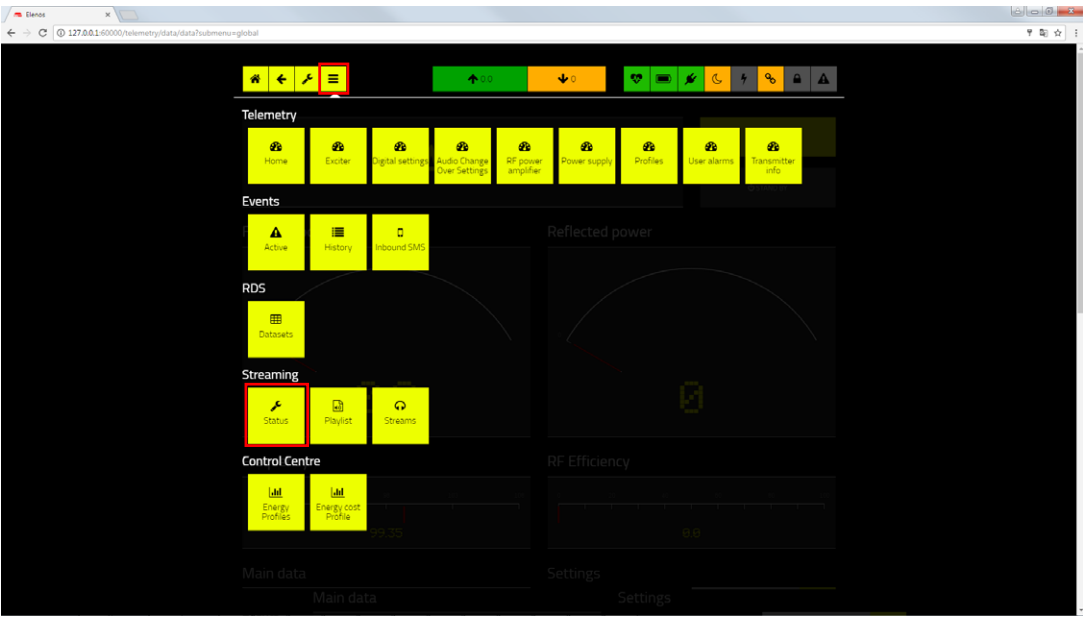 Elenos
127.0.0.1:60000/telemetry/data/data?submenu=global
0.0
0
Telemetry
Home
Exciter
Digital settings
Audio Change
Over Settings
RF power
amplifier
Power supply
Profiles
User alarms
Transmitter
info
Events
Active
History
Inbound SMS
Reflected power
RDS
Datasets
Streaming
Status
Playlist
Streams
0
Control Centre
RF Efficiency
Energy
Profiles
Energy cost
Profile
99.35
0.0
Main data
Settings
Main data
Settings